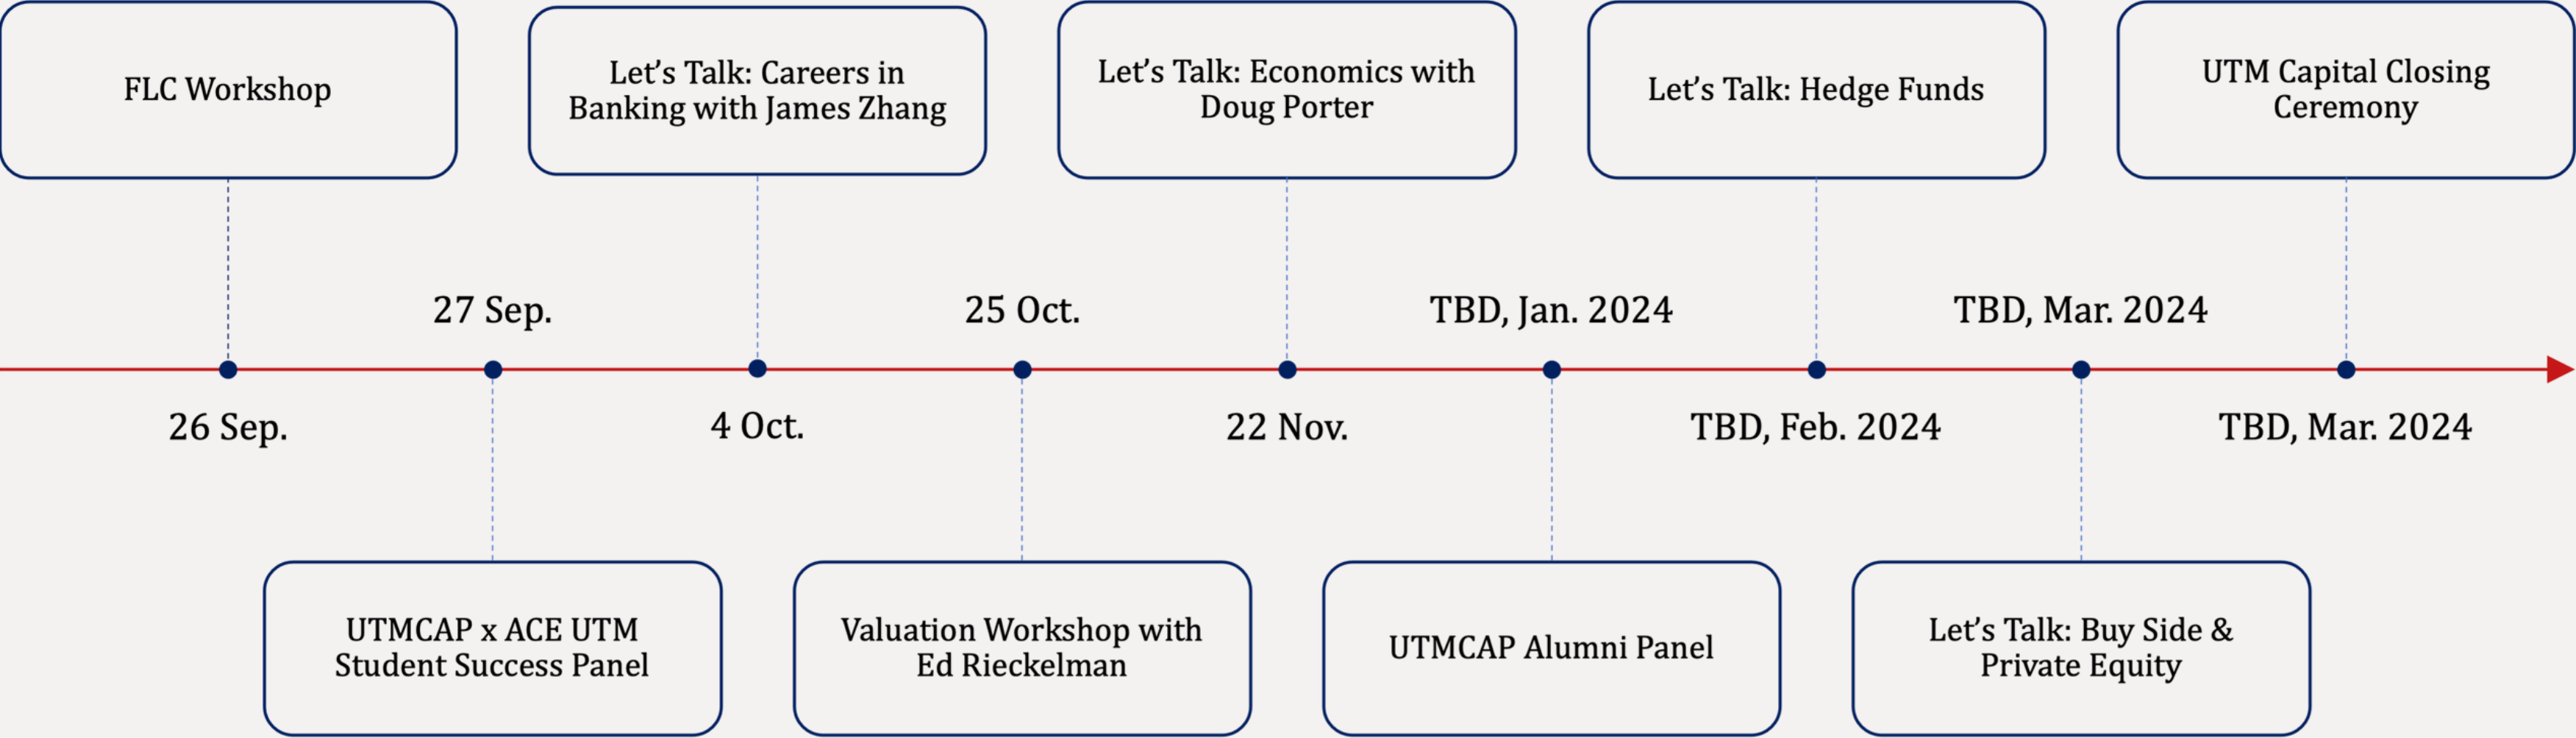 FLC Workshop
Let’s Talk: Careers in
Banking with James Zhang
Let’s Talk: Economics with
Doug Porter
Let’s Talk: Hedge Funds
UTM Capital Closing
Ceremony
27 Sep.
25 Oct.
TBD, Jan. 2024
TBD, Mar. 2024
26 Sep.
4 Oct.
22 Nov.
TBD, Feb. 2024
TBD, Mar. 2024
UTMCAP x ACE UTM
Student Success Panel
Valuation Workshop with
Ed Rieckelman
UTMCAP Alumni Panel
Let’s Talk: Buy Side &
Private Equity